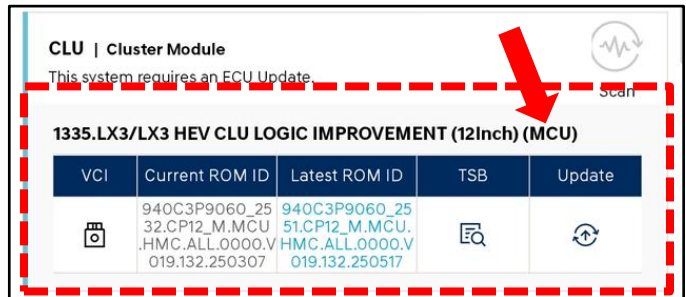 CLU | Cluster Module
This system requires an ECU Update.
Scan
1335.LX3/LX3 HEV CLU LOGIC IMPROVEMENT (12Inch) (MCU)
VCI Current ROM ID Latest ROM ID TSB Update
940C3P9060_25 940C3P9060_25
32.CP12_M.MCU 51.CP12_M.MCU.
.HMC.ALL.0000.V HMC.ALL.0000.V
019.132.250307 019.132.250517